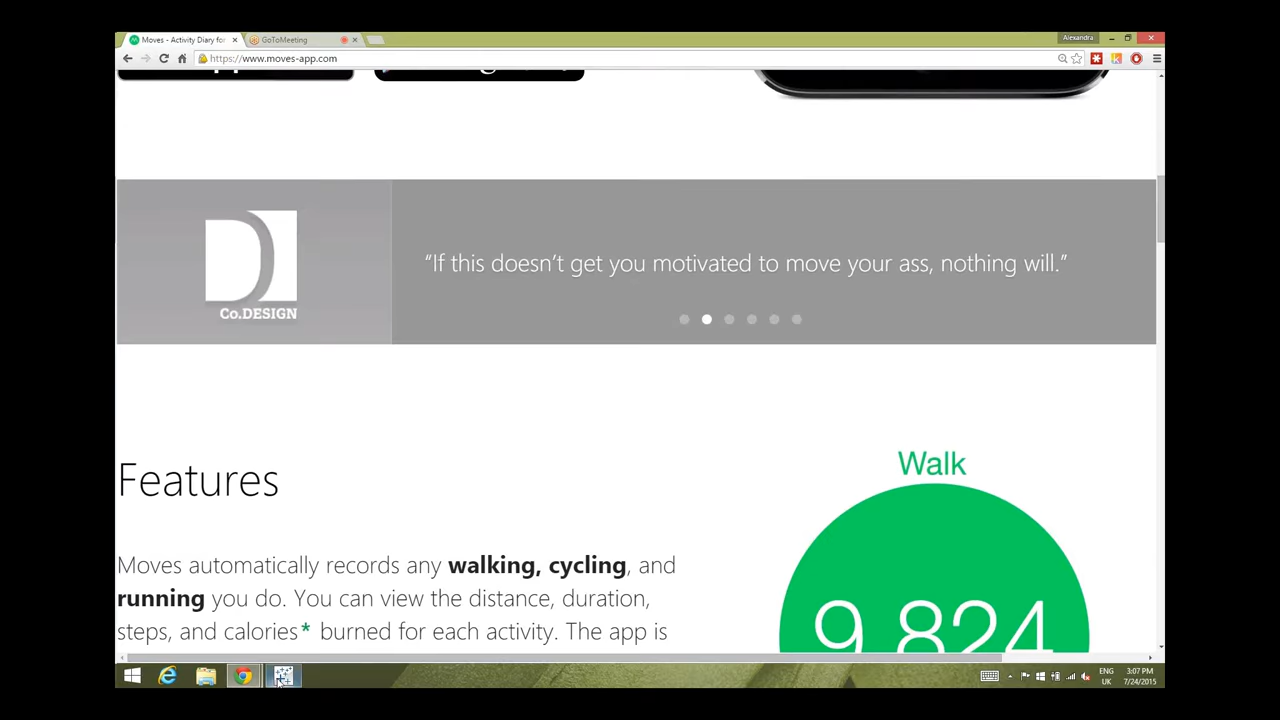 Moves - Activity Diary for
GoToMeeting
Alexandra
https://www.moves-app.com
D
Co.DESIGN
“If this doesn’t get you motivated to move your ass, nothing will.”
Features
Walk
9,824
Moves automatically records any walking, cycling, and
running you do. You can view the distance, duration,
steps, and calories* burned for each activity. The app is
ENG
UK
3:07 PM
7/24/2015